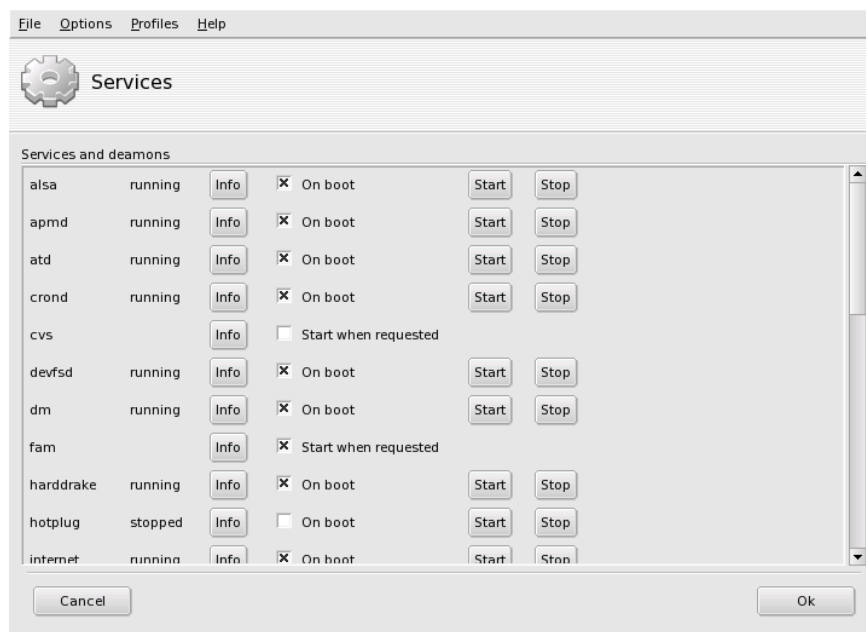 File Options Profiles Help
Services
Services and deamons
alsa running Info On boot Start Stop
apmd running Info On boot Start Stop
atd running Info On boot Start Stop
crond running Info On boot Start Stop
cvs Info Start when requested
devfsd running Info On boot Start Stop
dm running Info On boot Start Stop
fam Info Start when requested
harddrake running Info On boot Start Stop
hotplug stopped Info On boot Start Stop
internet running Info On boot Start Stop
Cancel Ok